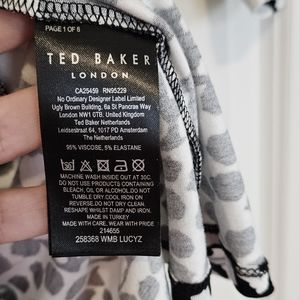 PAGE 1 OF 6
TED BAKER
LONDON
CA25459 RN95229
No Ordinary Designer Label Limited
Ugly Brown Building, 6a St Pancras Way
London NW1 0TB. United Kingdom
Ted Baker Netherlands
Leidsestraat 64, 1017 PD Amsterdam
The Netherlands
95% VISCOSE, 5% ELASTANE
MACHINE WASH INSIDE OUT AT 30C.
DO NOT USE PRODUCTS CONTAINING
BLEACH, OIL OR ALCOHOL.DO NOT
TUMBLE DRY COOL IRON ON
REVERSE.DO NOT DRY CLEAN.
RESHAPE WHILST DAMP AND IRON.
MADE IN TURKEY
MADE WITH CARE, WEAR WITH PRIDE
214655
258368 WMB LUCYZ